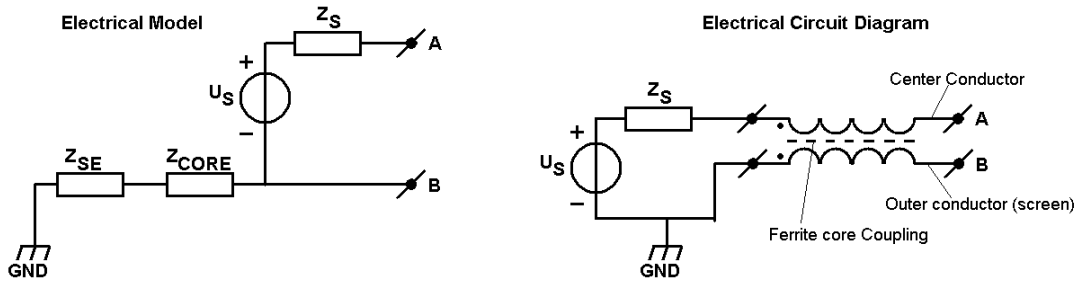 Electrical Model
ZS
A
+
US
−
ZSE
ZCORE
B
GND
Electrical Circuit Diagram
Center Conductor
ZS
A
+
US
−
B
Outer conductor (screen)
Ferrite core Coupling
GND